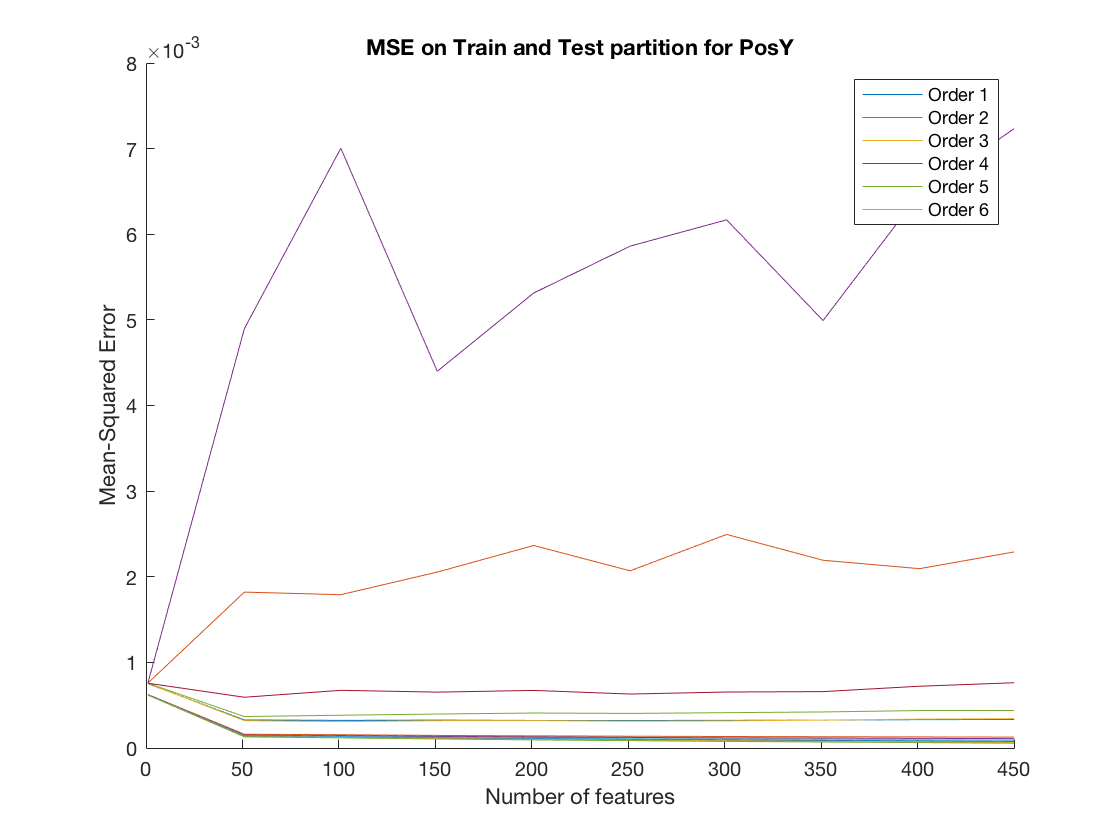 MSE on Train and Test partition for PosY
×10-3
8
7
6
5
4
3
2
1
0
Mean-Squared Error
Order 1
Order 2
Order 3
Order 4
Order 5
Order 6
0 50 100 150 200 250 300 350 400 450
Number of features